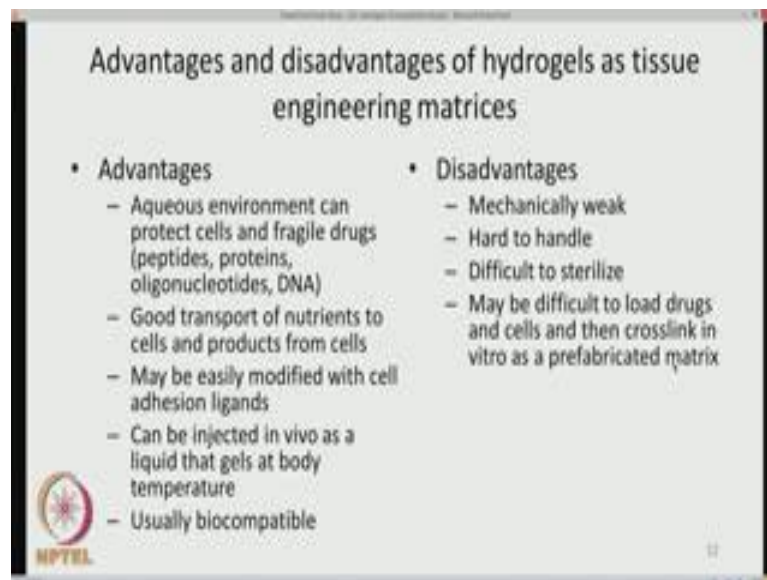 Advantages and disadvantages of hydrogels as tissue
engineering matrices
• Advantages
– Aqueous environment can
protect cells and fragile drugs
(peptides, proteins,
oligonucleotides, DNA)
– Good transport of nutrients to
cells and products from cells
– May be easily modified with cell
adhesion ligands
– Can be injected in vivo as a
liquid that gels at body
temperature
– Usually biocompatible
• Disadvantages
– Mechanically weak
– Hard to handle
– Difficult to sterilize
– May be difficult to load drugs
and cells and then crosslink in
vitro as a prefabricated matrix
NPTEL